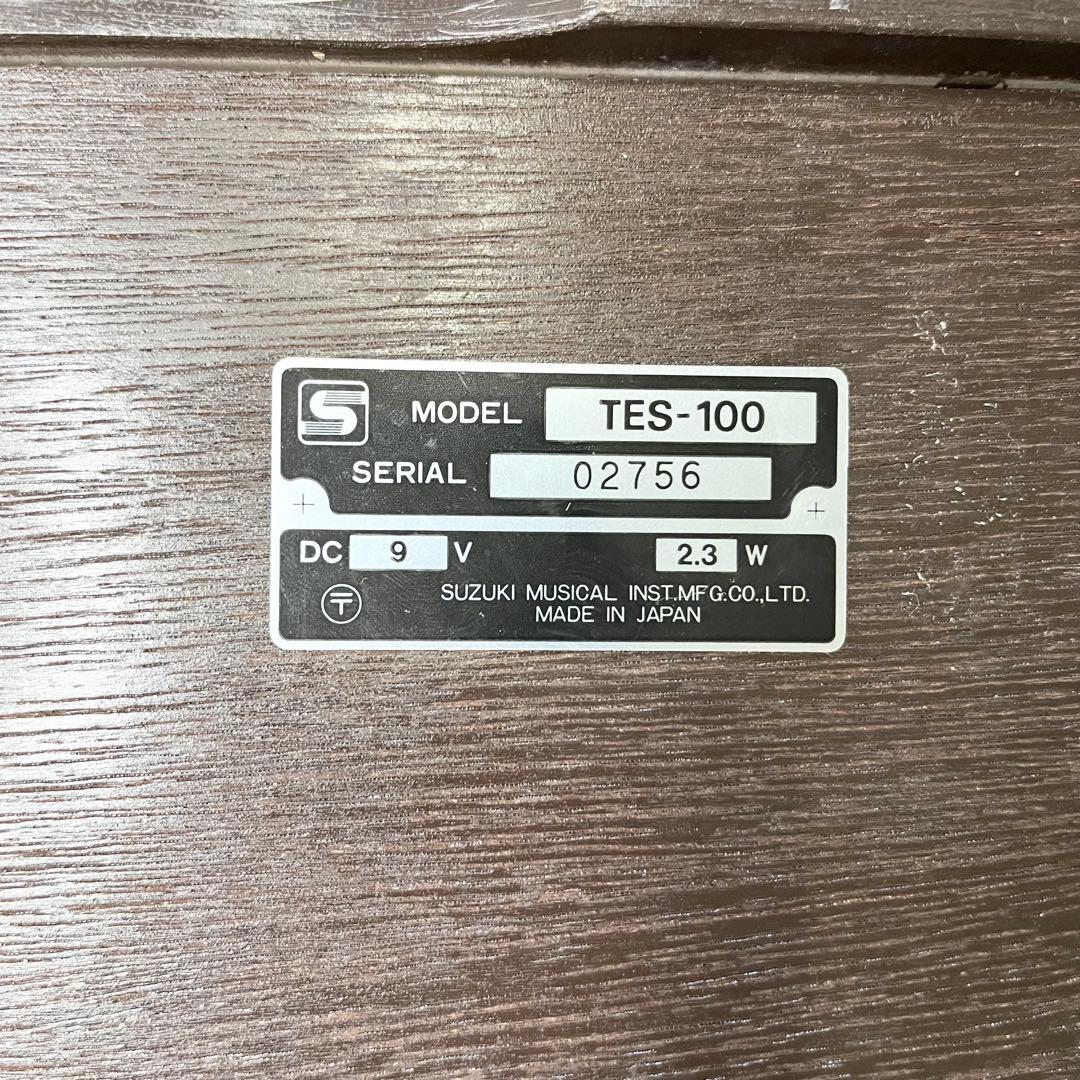 S MODEL TES-100
SERIAL 02756
DC 9 V 2.3 W
〒 SUZUKI MUSICAL INST.MFG.CO.,LTD.
MADE IN JAPAN